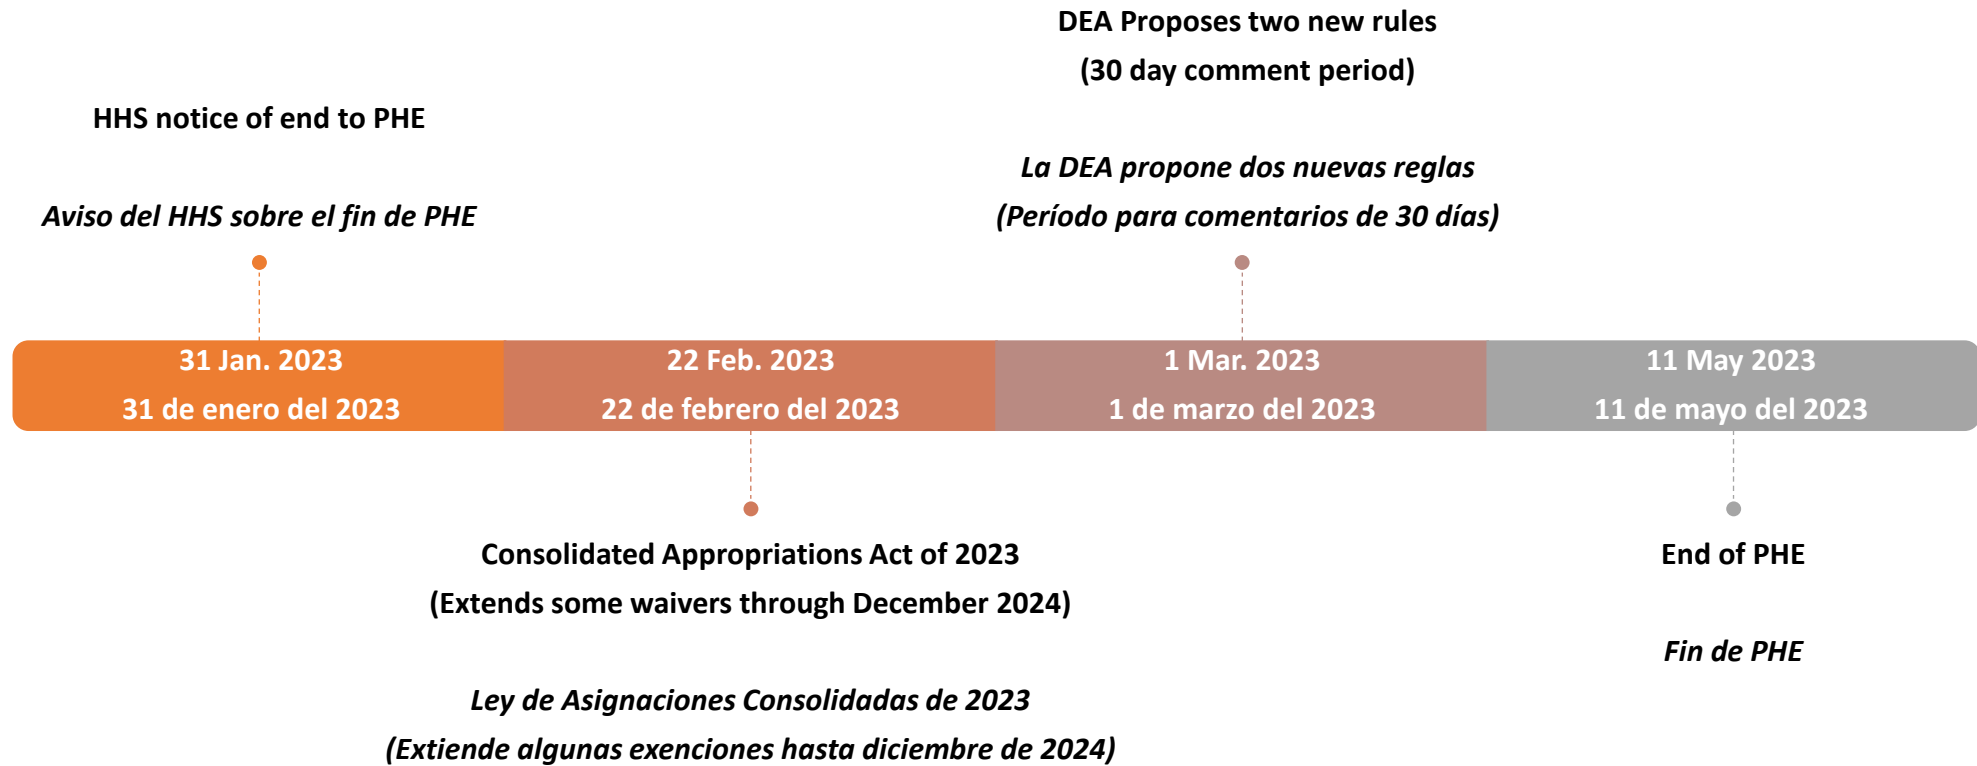 HHS notice of end to PHE
Aviso del HHS sobre el fin de PHE
DEA Proposes two new rules
(30 day comment period)
La DEA propone dos nuevas reglas
(Período para comentarios de 30 días)
31 Jan. 2023
31 de enero del 2023
22 Feb. 2023
22 de febrero del 2023
1 Mar. 2023
1 de marzo del 2023
11 May 2023
11 de mayo del 2023
Consolidated Appropriations Act of 2023
(Extends some waivers through December 2024)
Ley de Asignaciones Consolidadas de 2023
(Extiende algunas exenciones hasta diciembre de 2024)
End of PHE
Fin de PHE